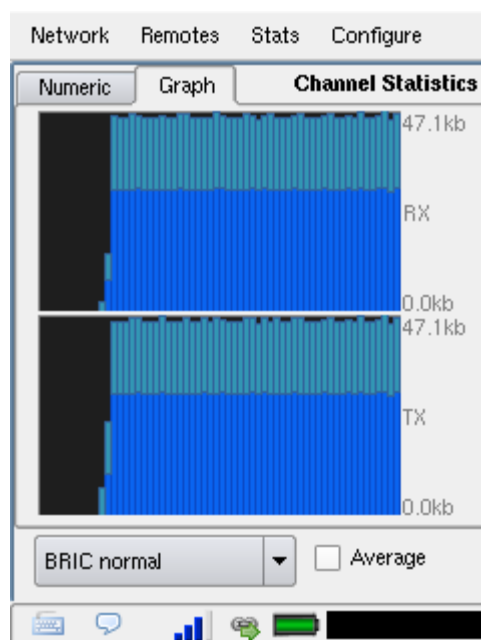 Network Remotes Stats Configure
Numeric Graph Channel Statistics
47.1kb
RX
0.0kb
47.1kb
TX
0.0kb
BRIC normal Average